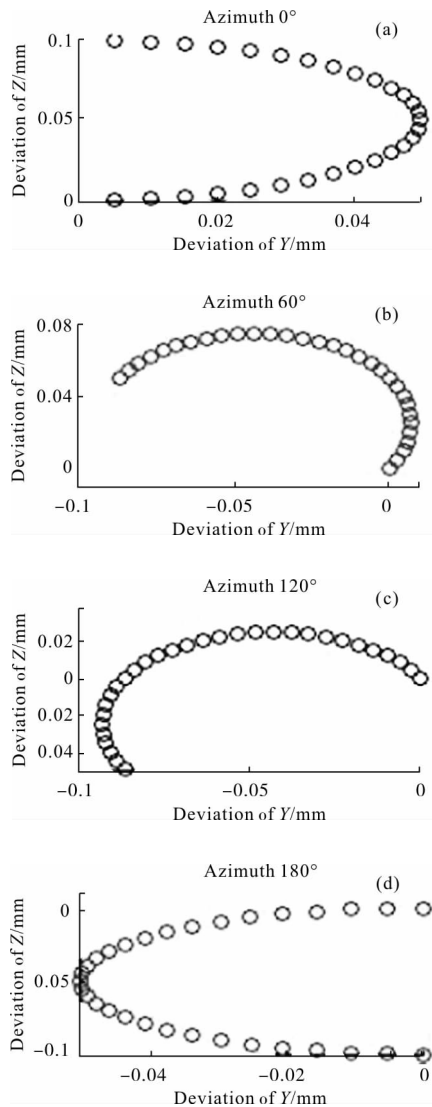 Azimuth 0°
(a)
0.1
0.05
0
0
0.02
0.04
Deviation of Z/mm
Deviation of Y/mm
Azimuth 60°
(b)
0.08
0.04
0
−0.1
−0.05
0
Deviation of Z/mm
Deviation of Y/mm
Azimuth 120°
(c)
0.02
0
0.02
0.04
−0.1
−0.05
0
Deviation of Z/mm
Deviation of Y/mm
Azimuth 180°
(d)
0
0.05
−0.1
−0.04
−0.02
0
Deviation of Z/mm
Deviation of Y/mm